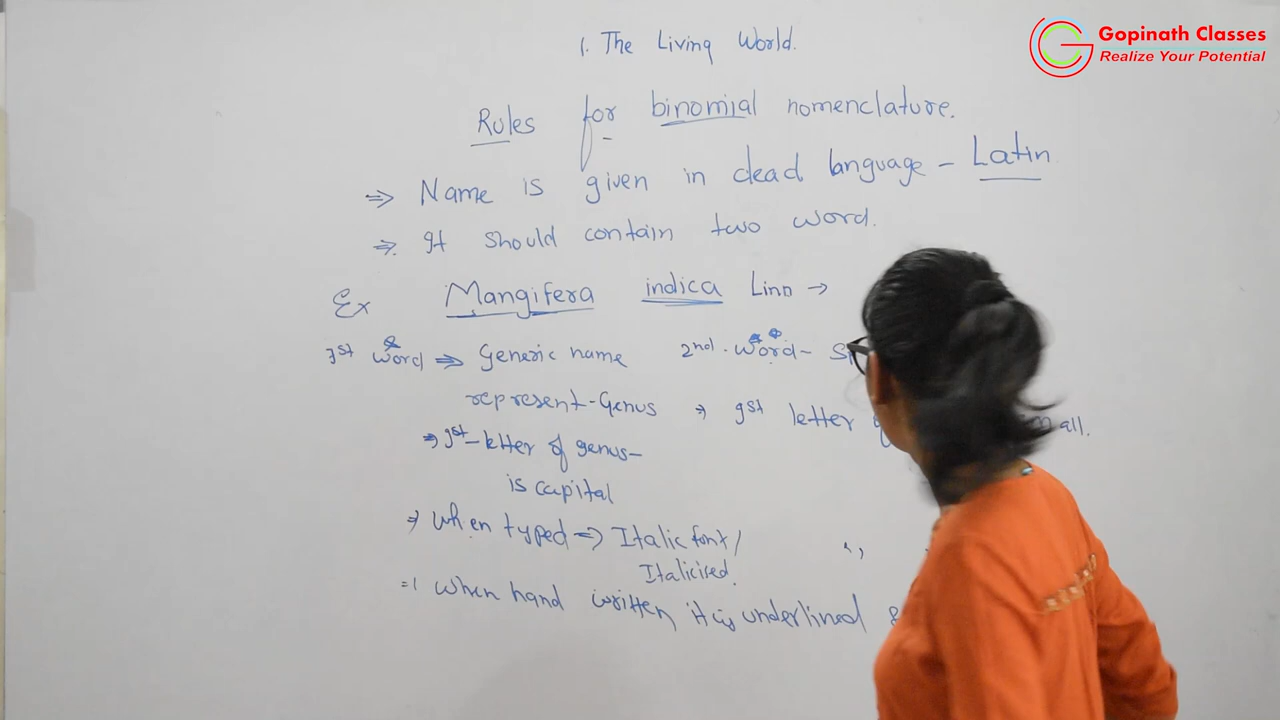 Gopinath Classes
Realize Your Potential
1. The Living World.
Rules for binomial nomenclature.
⇒ Name is given in dead language - Latin
⇒ It should contain two word.
Ex Mangifera indica Linn →
1st word ⇒ Generic name 2nd word -
represent - Genus ⇒ 1st letter
⇒ 1st letter of genus -
is capital
⇒ when typed ⇒ Italic font /
Italicised.
⇒ when hand written it is underlined